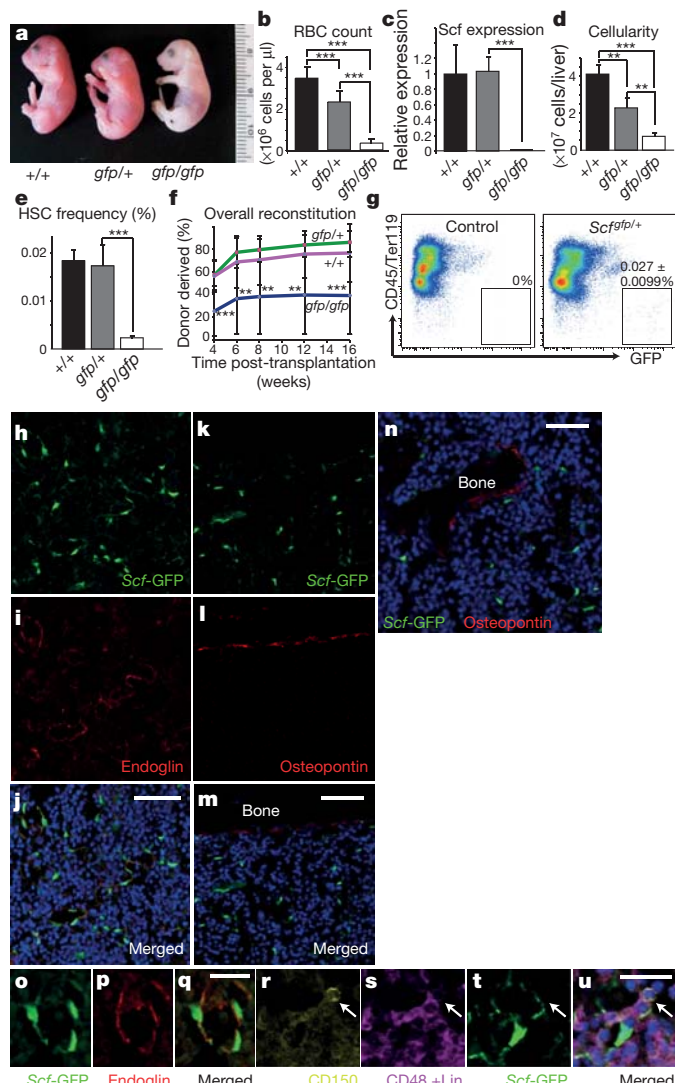 a
+/+ gfp/+ gfp/gfp
b
RBC count
(×10⁶ cells per µl)
4
2
0
***
***
***
+/+
gfp/+
gfp/gfp
c
Scf expression
Relative expression
1.2
1
0.8
0.6
0.4
0.2
0
***
+/+
gfp/+
gfp/gfp
d
Cellularity
(×10⁷ cells/liver)
4
2
0
***
**
**
+/+
gfp/+
gfp/gfp
e
HSC frequency (%)
0.02
0.01
0
***
+/+
gfp/+
gfp/gfp
f
Overall reconstitution
Donor derived (%)
80
60
40
20
0
gfp/+
+/+
gfp/gfp
*** ** ** ** ***
4 6 8 10 12 14 16
Time post-transplantation
(weeks)
g
CD45/Ter119
Control
0%
Scfgfp/+
0.027 ±
0.0099%
GFP
h
Scf-GFP
k
Scf-GFP
n
Bone
Scf-GFP Osteopontin
i
Endoglin
l
Osteopontin
j
Merged
m
Bone
Merged
o p q r s t u
Scf-GFP Endoglin Merged CD150 CD48 +Lin Scf-GFP Merged